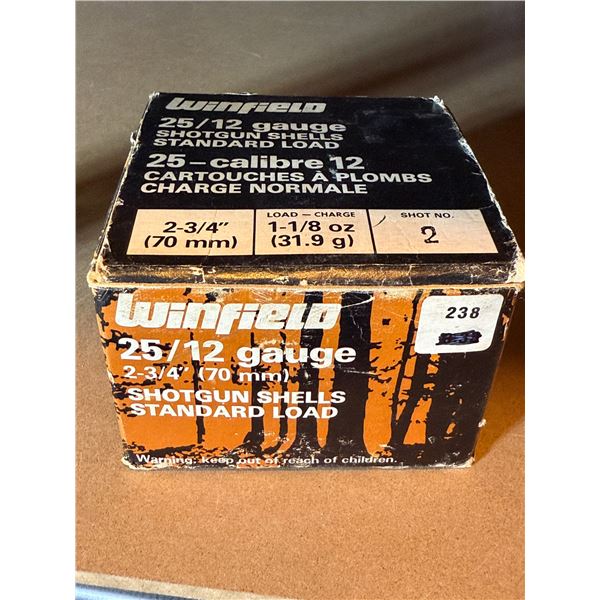 Winfield
25/12 gauge
SHOTGUN SHELLS
STANDARD LOAD
25-calibre 12
CARTOUCHES À PLOMBS
CHARGE NORMALE
2-3/4"
(70 mm)
LOAD – CHARGE
1-1/8 oz
(31.9 g)
SHOT NO.
2
Winfield
238
25/12 gauge
2-3/4" (70 mm)
SHOTGUN SHELLS
STANDARD LOAD
Warning: keep out of reach of children.